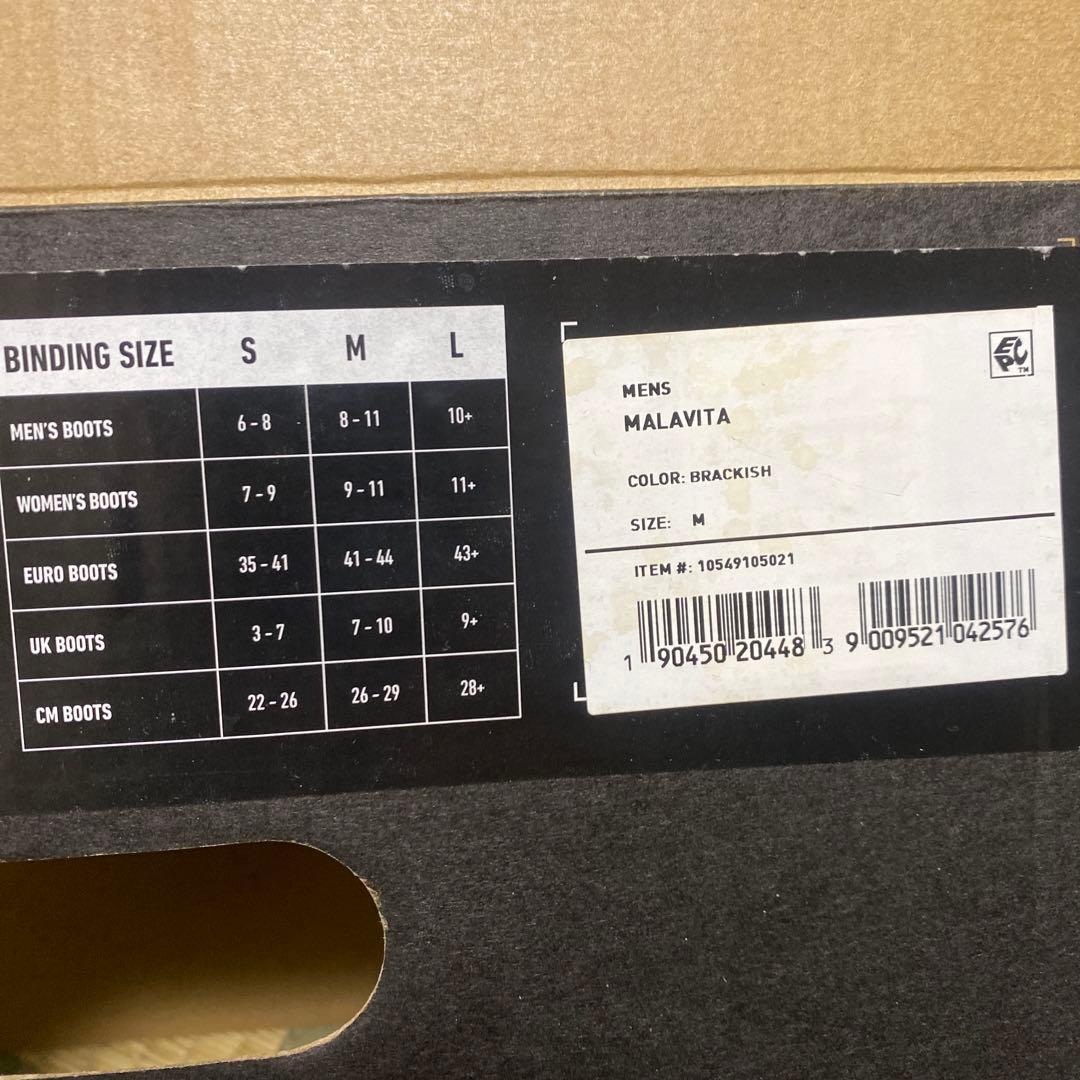 BINDING SIZE S M L
MEN'S BOOTS 6 - 8 8 - 11 10+
WOMEN'S BOOTS 7 - 9 9 - 11 11+
EURO BOOTS 35 - 41 41 - 44 43+
UK BOOTS 3 - 7 7 - 10 9+
CM BOOTS 22 - 26 26 - 29 28+
EPC™
MENS
MALAVITA
COLOR: BRACKISH
SIZE: M
ITEM #: 10549105021
1 90450 20448 3
9 009521 042576